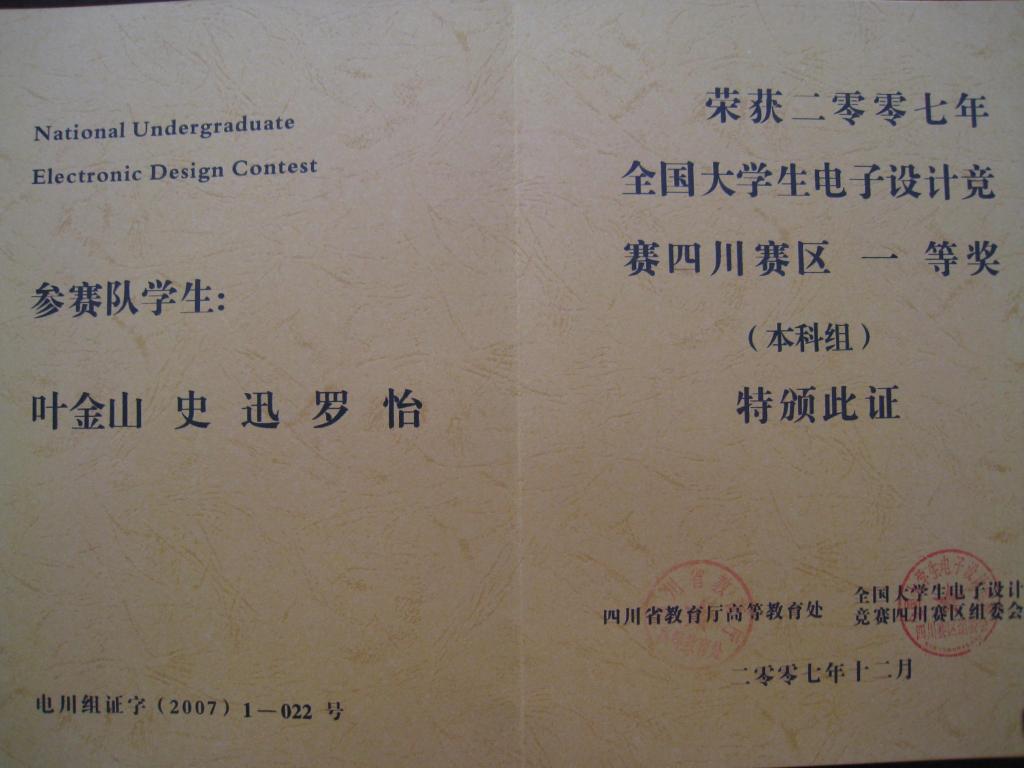 National Undergraduate
Electronic Design Contest
参赛队学生:
叶金山 史 迅 罗 怡
电川组证字(2007)1—022 号
荣获二零零七年
全国大学生电子设计竞
赛四川赛区 一 等奖
(本科组)
特颁此证
四川省教育厅高等教育处
全国大学生电子设计
竞赛四川赛区组委会
二零零七年十二月